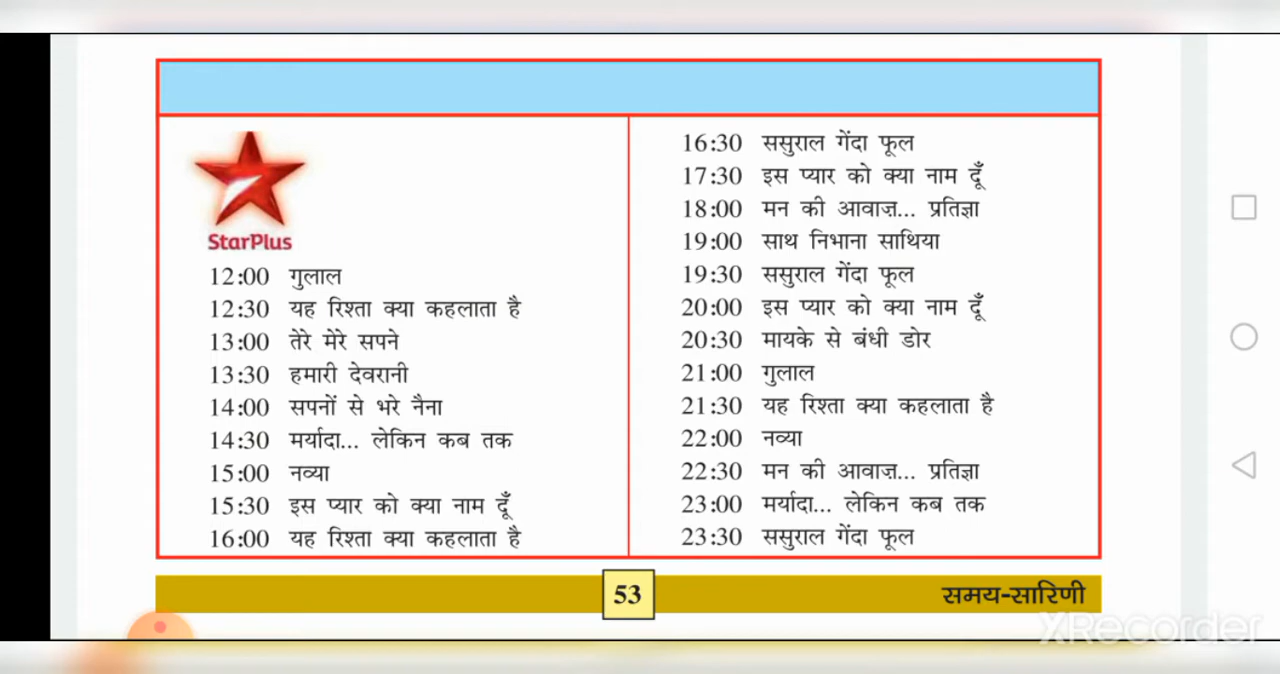 StarPlus
12:00 गुलाल
12:30 यह रिश्ता क्या कहलाता है
13:00 तेरे मेरे सपने
13:30 हमारी देवरानी
14:00 सपनों से भरे नैना
14:30 मर्यादा... लेकिन कब तक
15:00 नव्या
15:30 इस प्यार को क्या नाम दूँ
16:00 यह रिश्ता क्या कहलाता है
16:30 ससुराल गेंदा फूल
17:30 इस प्यार को क्या नाम दूँ
18:00 मन की आवाज़... प्रतिज्ञा
19:00 साथ निभाना साथिया
19:30 ससुराल गेंदा फूल
20:00 इस प्यार को क्या नाम दूँ
20:30 मायके से बंधी डोर
21:00 गुलाल
21:30 यह रिश्ता क्या कहलाता है
22:00 नव्या
22:30 मन की आवाज़... प्रतिज्ञा
23:00 मर्यादा... लेकिन कब तक
23:30 ससुराल गेंदा फूल
53
समय-सारिणी
XRecorder